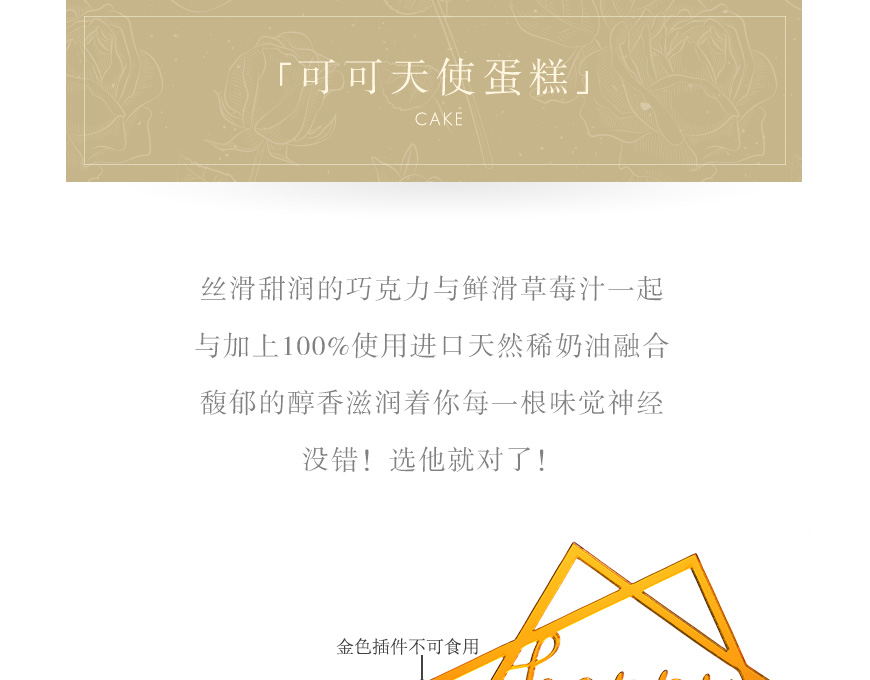 「可可天使蛋糕」
CAKE
丝滑甜润的巧克力与鲜滑草莓汁一起
与加上100%使用进口天然稀奶油融合
馥郁的醇香滋润着你每一根味觉神经
没错！选他就对了！
金色插件不可食用